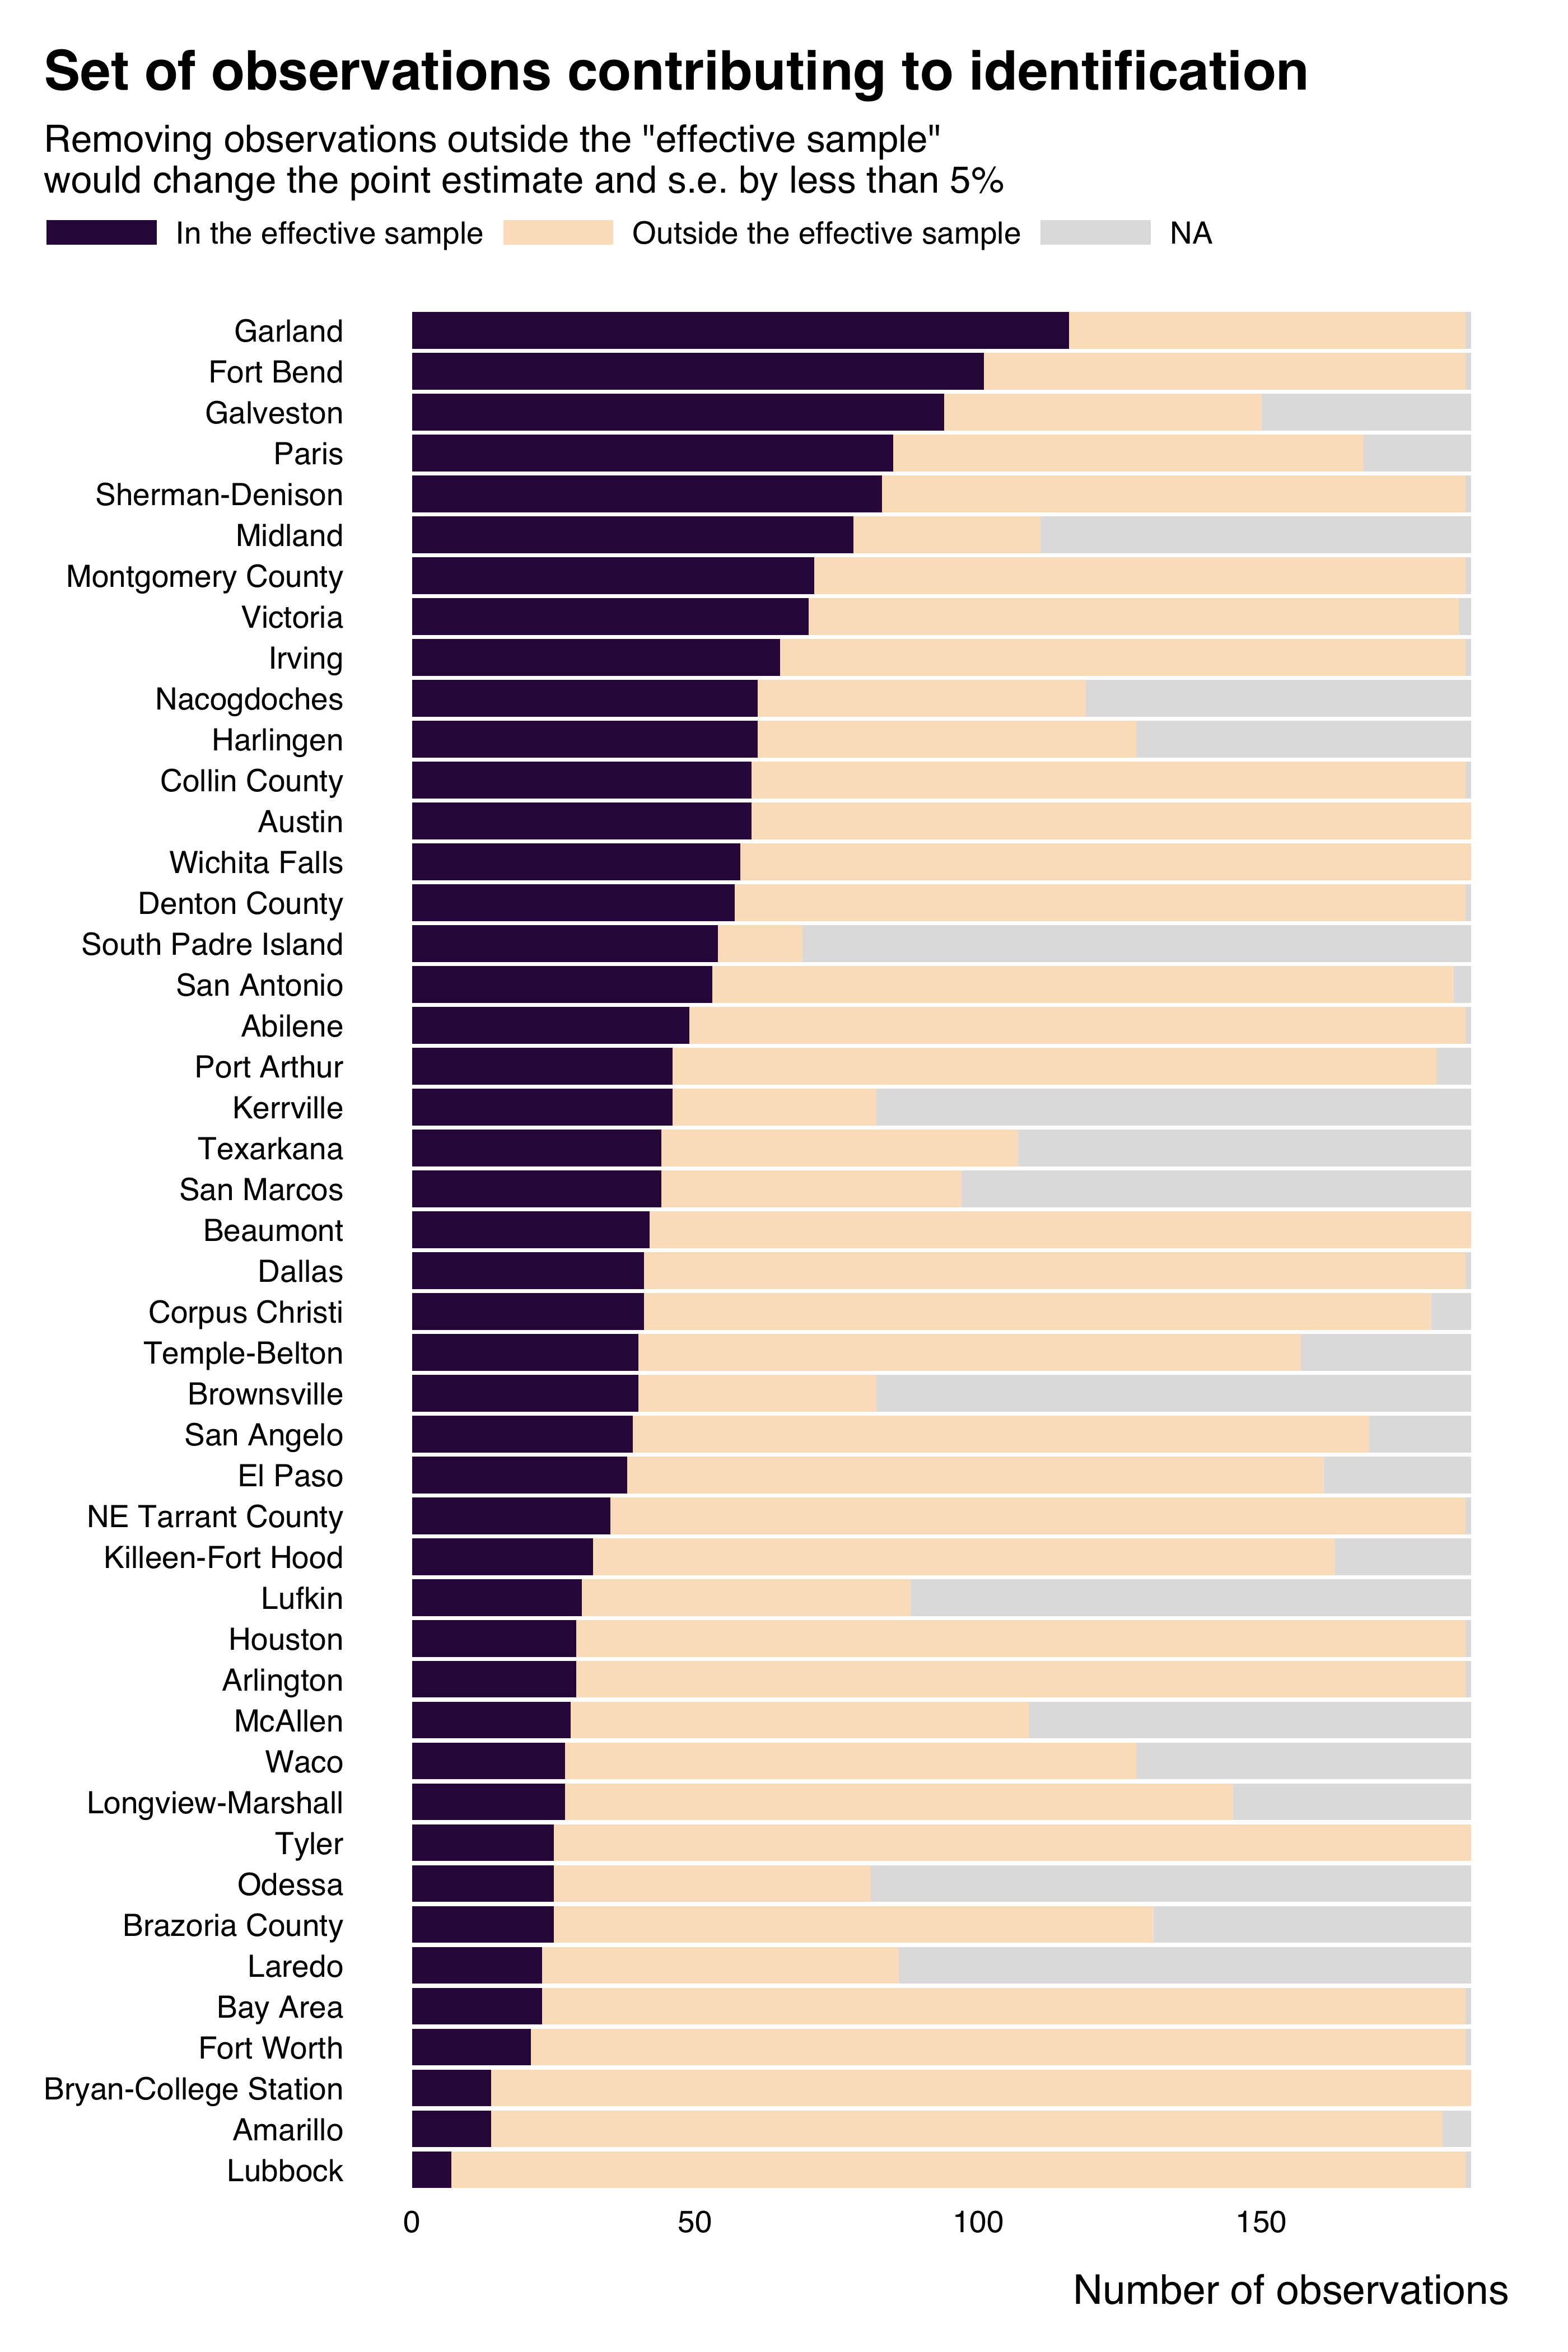 Set of observations contributing to identification
Removing observations outside the "effective sample"
would change the point estimate and s.e. by less than 5%
In the effective sample Outside the effective sample NA
Garland
Fort Bend
Galveston
Paris
Sherman-Denison
Midland
Montgomery County
Victoria
Irving
Nacogdoches
Harlingen
Collin County
Austin
Wichita Falls
Denton County
South Padre Island
San Antonio
Abilene
Port Arthur
Kerrville
Texarkana
San Marcos
Beaumont
Dallas
Corpus Christi
Temple-Belton
Brownsville
San Angelo
El Paso
NE Tarrant County
Killeen-Fort Hood
Lufkin
Houston
Arlington
McAllen
Waco
Longview-Marshall
Tyler
Odessa
Brazoria County
Laredo
Bay Area
Fort Worth
Bryan-College Station
Amarillo
Lubbock
0 50 100 150
Number of observations